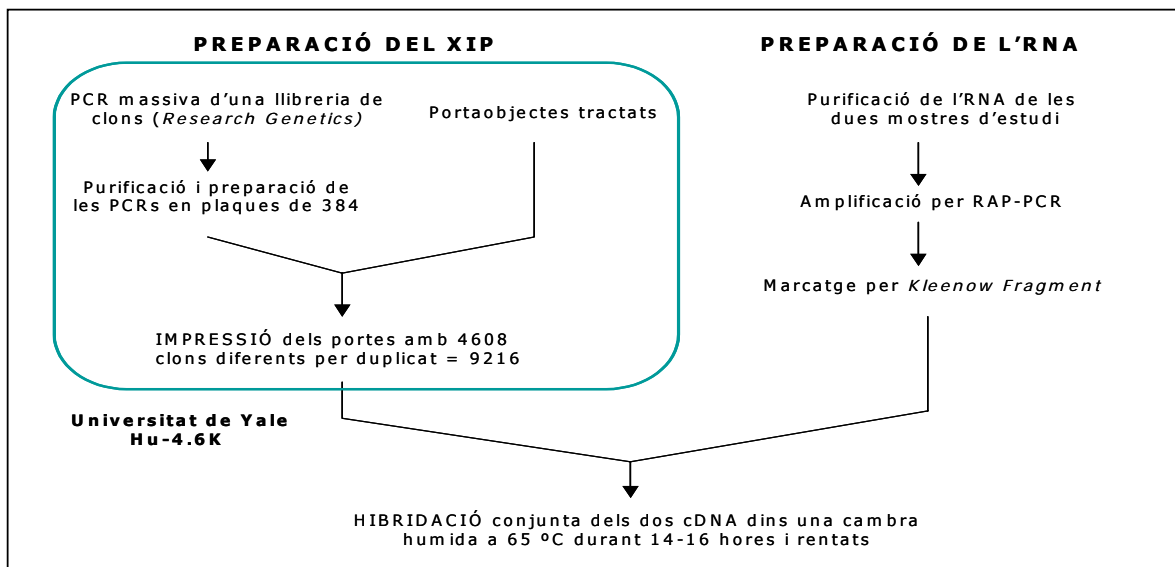 PREPARACIÓ DEL XIP
PCR massiva d'una llibreria de
clons (Research Genetics)
Portaobjectes tractats
Purificació i preparació de
les PCRs en plaques de 384
IMPRESSIÓ dels portes amb 4608
clons diferents per duplicat = 9216
Universitat de Yale
Hu-4.6K
PREPARACIÓ DE L'RNA
Purificació de l'RNA de les
dues mostres d'estudi
Amplificació per RAP-PCR
Marcatge per Kleenow Fragment
HIBRIDACIÓ conjunta dels dos cDNA dins una cambra
humida a 65 ºC durant 14-16 hores i rentats